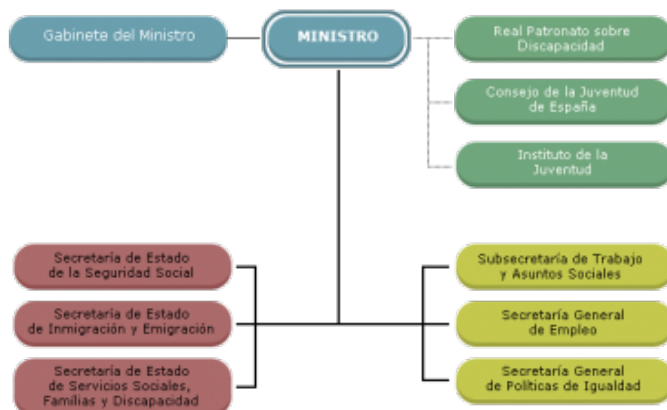 Gabinete del Ministro
MINISTRO
Real Patronato sobre
Discapacidad
Consejo de la Juventud
de España
Instituto de la
Juventud
Secretaría de Estado
de la Seguridad Social
Secretaría de Estado
de Inmigración y Emigración
Secretaría de Estado
de Servicios Sociales,
Famílias y Discapacidad
Subsecretaría de Trabajo
y Asuntos Sociales
Secretaría General
de Empleo
Secretaría General
de Políticas de Igualdad